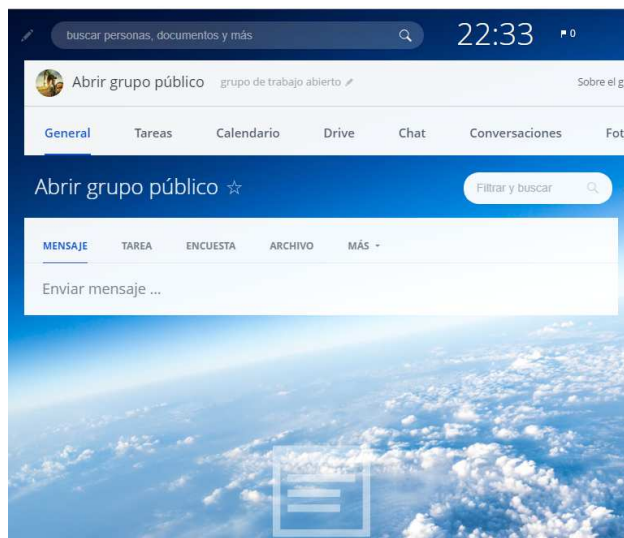 buscar personas, documentos y más 22:33 0
Abrir grupo público grupo de trabajo abierto Sobre el g
General Tareas Calendario Drive Chat Conversaciones Fot
Abrir grupo público Filtrar y buscar
MENSAJE TAREA ENCUESTA ARCHIVO MÁS
Enviar mensaje ...